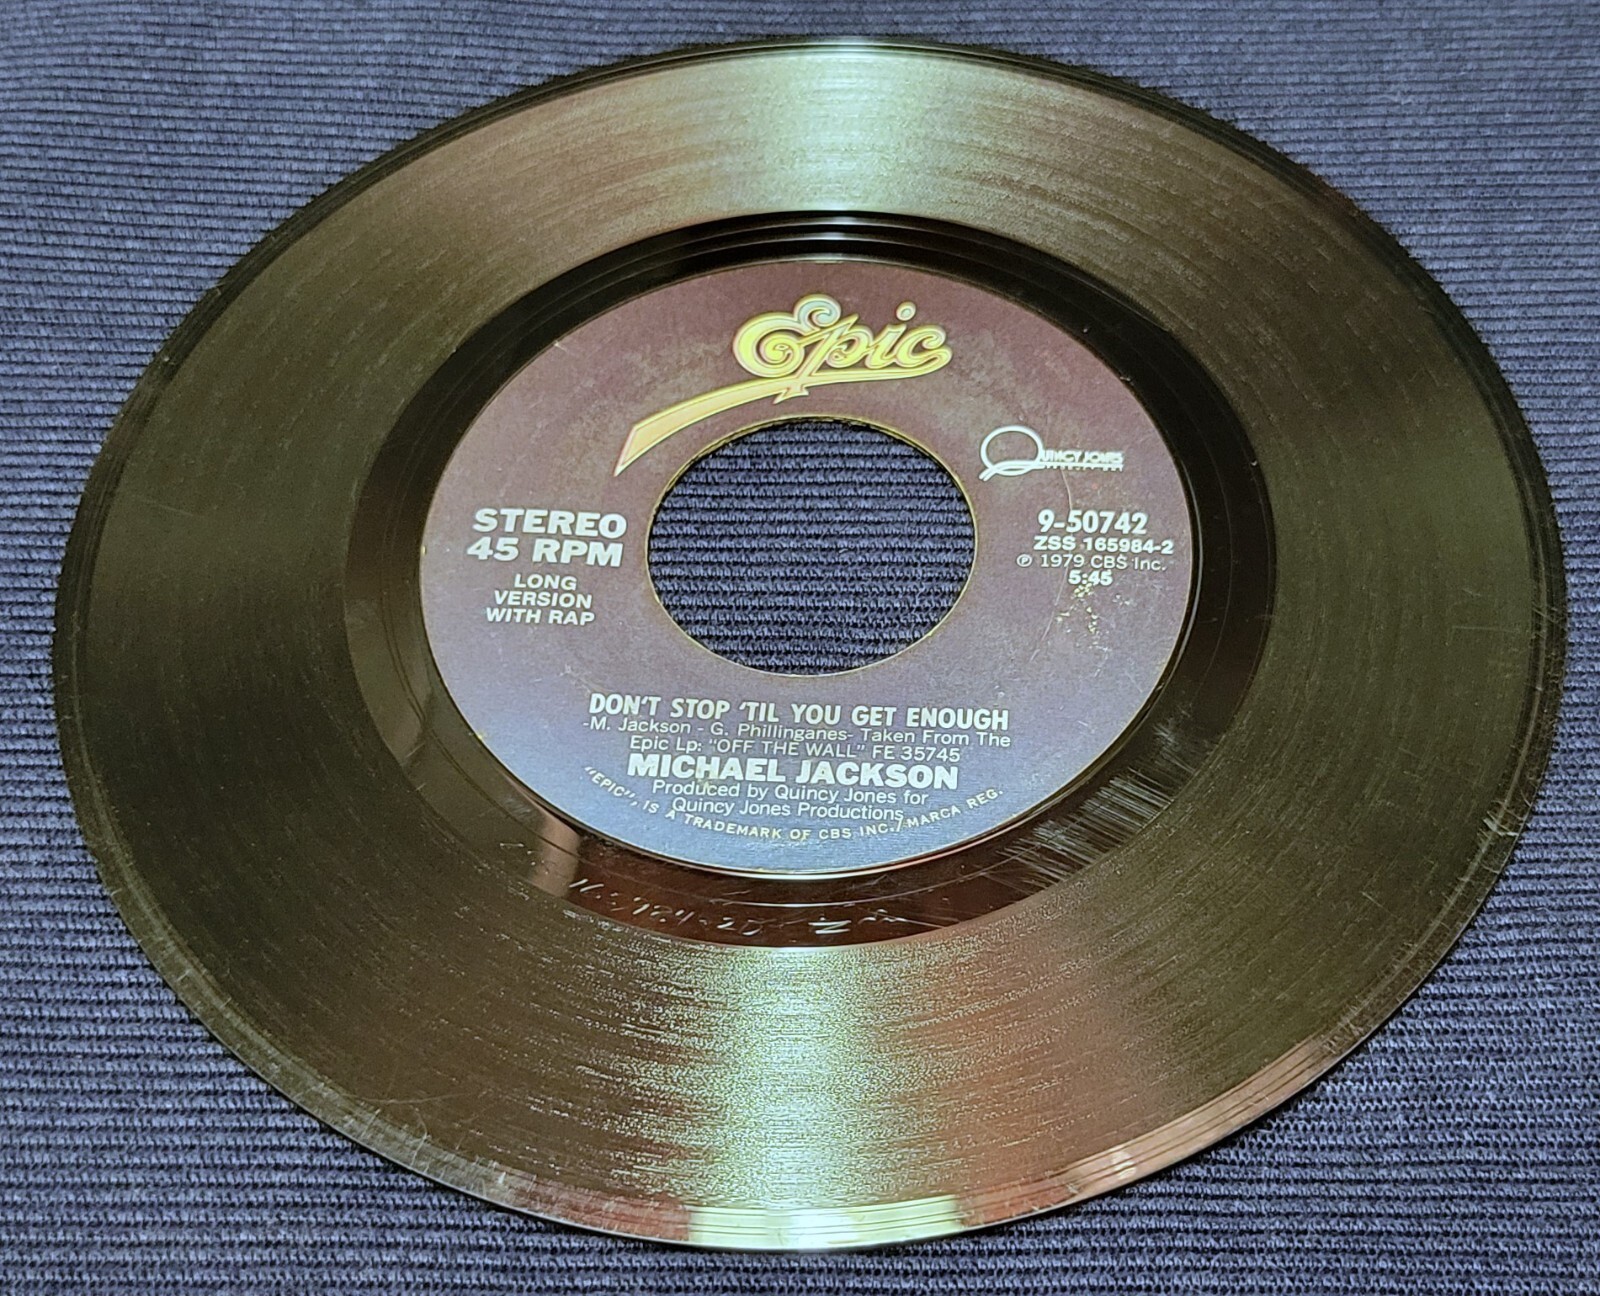 Epic
QUINCY JONES
STEREO
45 RPM
LONG
VERSION
WITH RAP
9-50742
ZSS 165984-2
℗ 1979 CBS Inc.
5:45
DON'T STOP 'TIL YOU GET ENOUGH
-M. Jackson - G. Phillinganes- Taken From The
Epic Lp: "OFF THE WALL" FE 35745
MICHAEL JACKSON
Produced by Quincy Jones for
Quincy Jones Productions
"EPIC", IS A TRADEMARK OF CBS INC./MARCA REG.